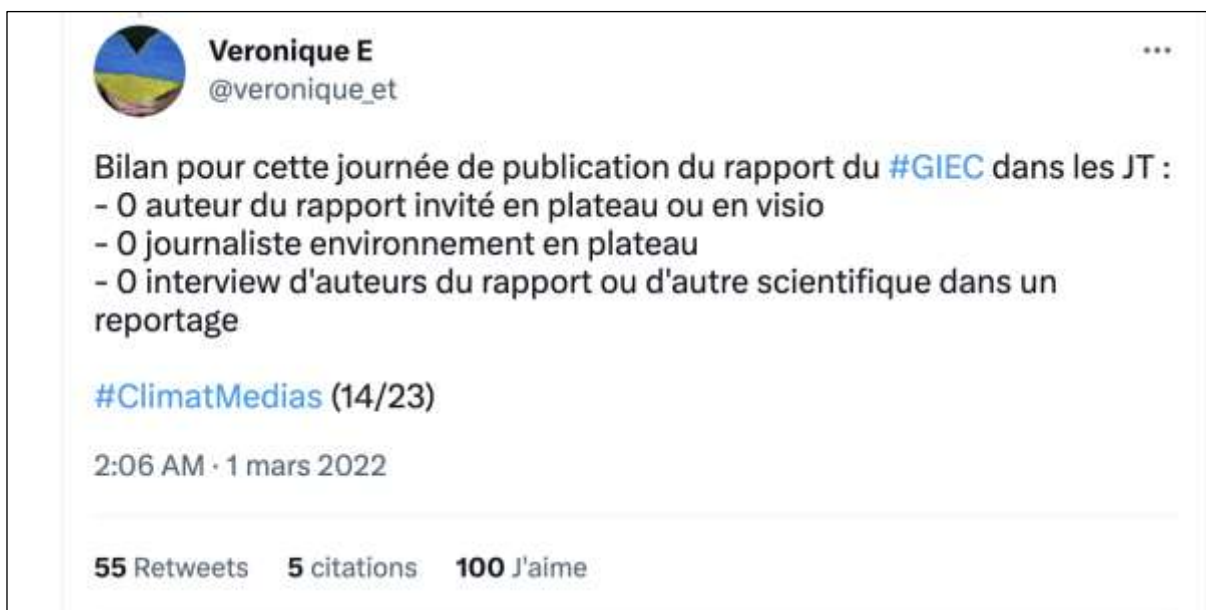 Veronique E
@veronique_et
Bilan pour cette journée de publication du rapport du #GIEC dans les JT :
- 0 auteur du rapport invité en plateau ou en visio
- 0 journaliste environnement en plateau
- 0 interview d'auteurs du rapport ou d'autre scientifique dans un
reportage
#ClimatMedias (14/23)
2:06 AM · 1 mars 2022
55 Retweets 5 citations 100 J'aime